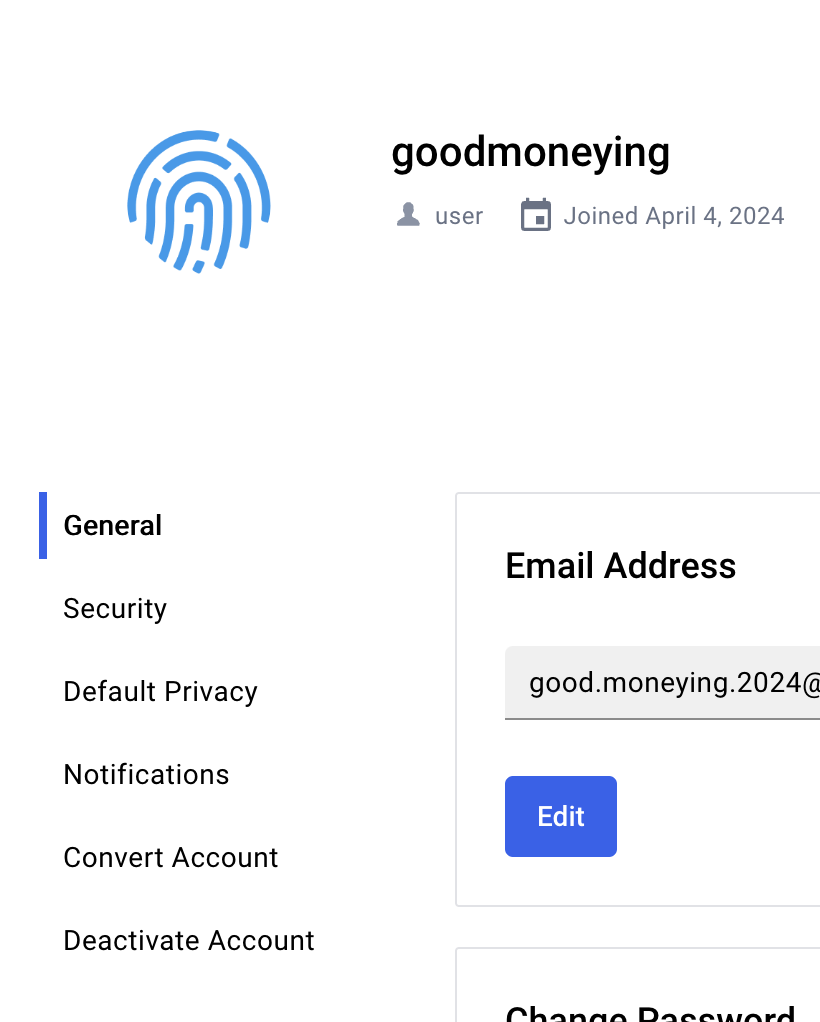 goodmoneying
user Joined April 4, 2024
General
Security
Default Privacy
Notifications
Convert Account
Deactivate Account
Email Address
good.moneying.2024@
Edit
Change Password